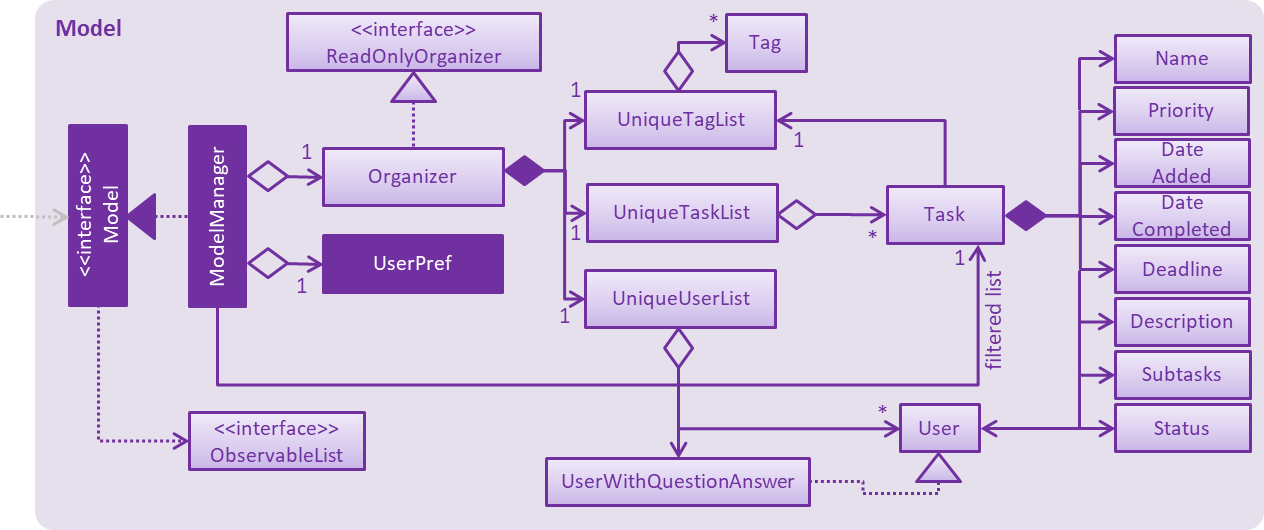 Model
<<interface>>
ReadOnlyOrganizer
*
Tag
Name
1
UniqueTagList
Priority
<<interface>>
Model
ModelManager
1
Organizer
1
Date
Added
UniqueTaskList
1
Task
*
Date
Completed
UserPref
1
1
filtered list
Deadline
UniqueUserList
1
Description
Subtasks
<<interface>>
ObservableList
*
User
Status
UserWithQuestionAnswer